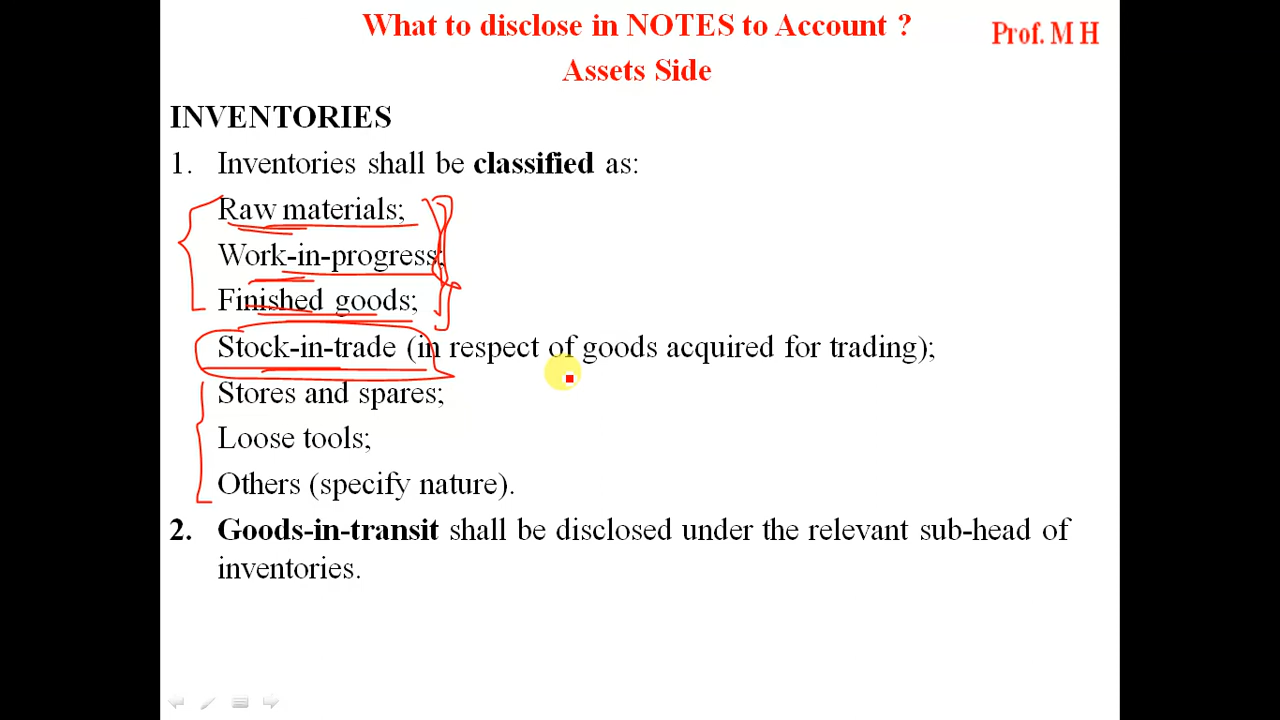 What to disclose in NOTES to Account ?
Prof. M H
Assets Side
INVENTORIES
1. Inventories shall be classified as:
Raw materials;
Work-in-progress;
Finished goods;
Stock-in-trade (in respect of goods acquired for trading);
Stores and spares;
Loose tools;
Others (specify nature).
2. Goods-in-transit shall be disclosed under the relevant sub-head of
inventories.